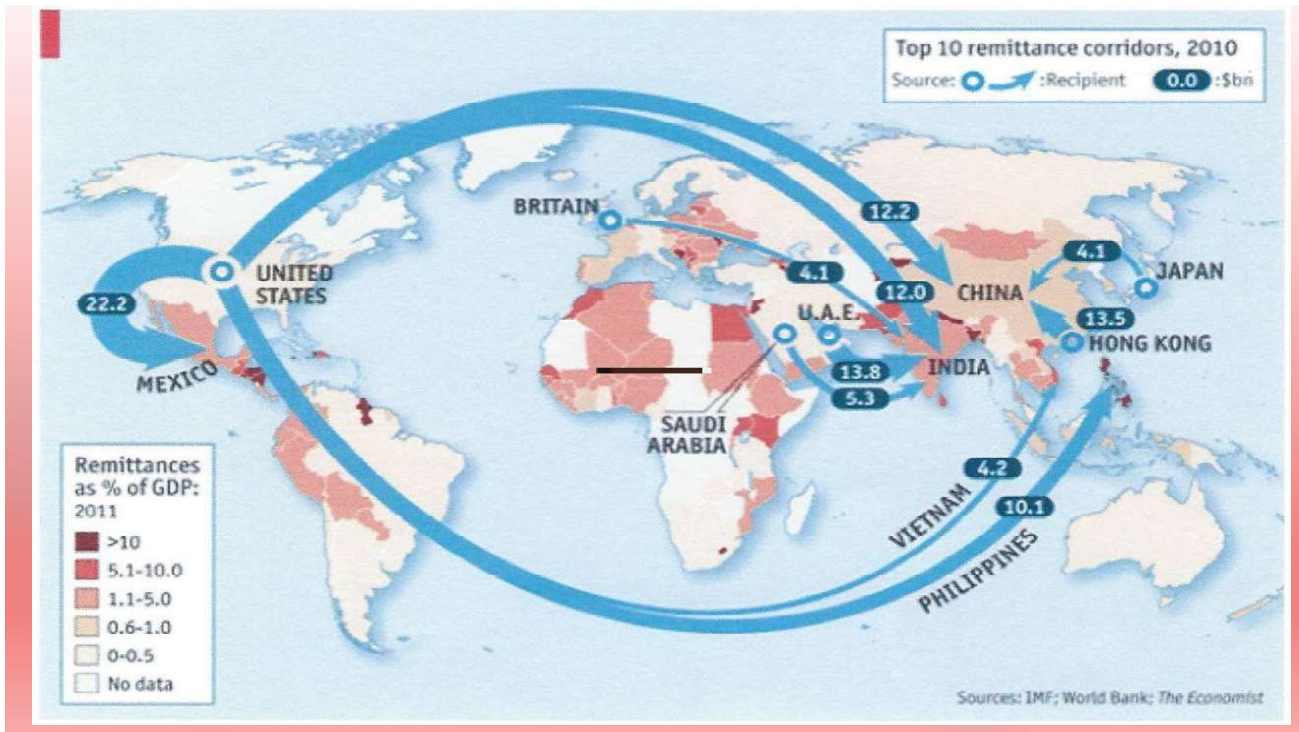 Top 10 remittance corridors, 2010
Source: :Recipient 0.0 :$bn
BRITAIN
12.2
4.1
JAPAN
UNITED
STATES
4.1
22.2
12.0
CHINA
U.A.E.
13.5
HONG KONG
MEXICO
13.8
INDIA
5.3
SAUDI
ARABIA
Remittances
as % of GDP:
2011
>10
5.1-10.0
1.1-5.0
0.6-1.0
0-0.5
No data
4.2
VIETNAM
10.1
PHILIPPINES
Sources: IMF; World Bank; The Economist